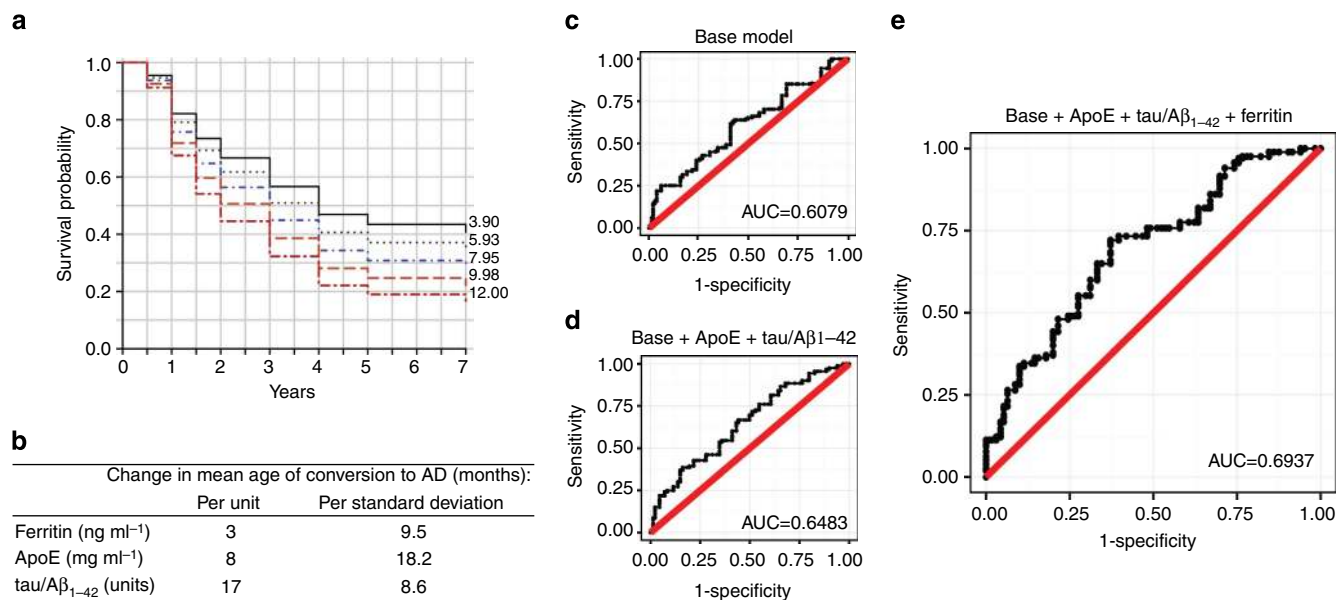 a
1.0
0.8
0.6
0.4
0.2
0.0
Survival probability
0 1 2 3 4 5 6 7
Years
3.90
5.93
7.95
9.98
12.00
b
Change in mean age of conversion to AD (months):
Per unit Per standard deviation
Ferritin (ng ml⁻¹) 3 9.5
ApoE (mg ml⁻¹) 8 18.2
tau/Aβ₁₋₄₂ (units) 17 8.6
c
Base model
1.00
0.75
0.50
0.25
0.00
Sensitivity
AUC=0.6079
0.00 0.25 0.50 0.75 1.00
1-specificity
d
Base + ApoE + tau/Aβ1–42
1.00
0.75
0.50
0.25
0.00
Sensitivity
AUC=0.6483
0.00 0.25 0.50 0.75 1.00
1-specificity
e
Base + ApoE + tau/Aβ₁₋₄₂ + ferritin
1.00
0.75
0.50
0.25
0.00
Sensitivity
AUC=0.6937
0.00 0.25 0.50 0.75 1.00
1-specificity